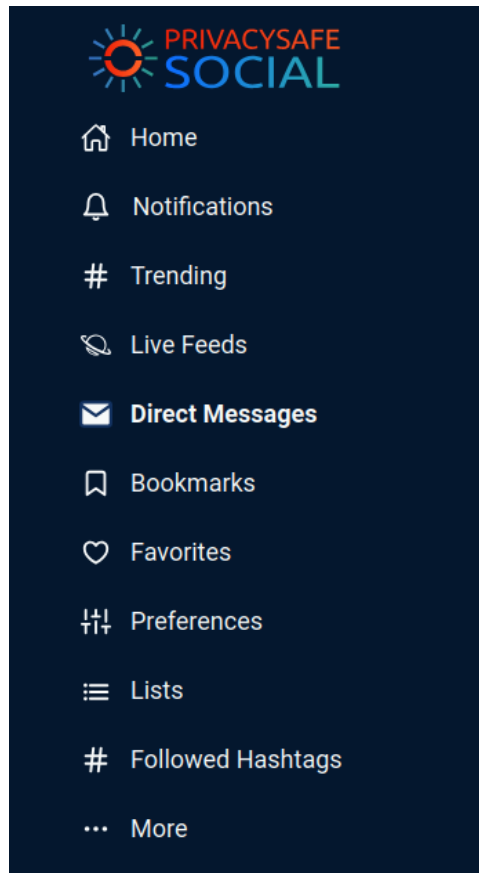 PRIVACYSAFE
SOCIAL
Home
Notifications
# Trending
Live Feeds
Direct Messages
Bookmarks
Favorites
Preferences
Lists
# Followed Hashtags
... More